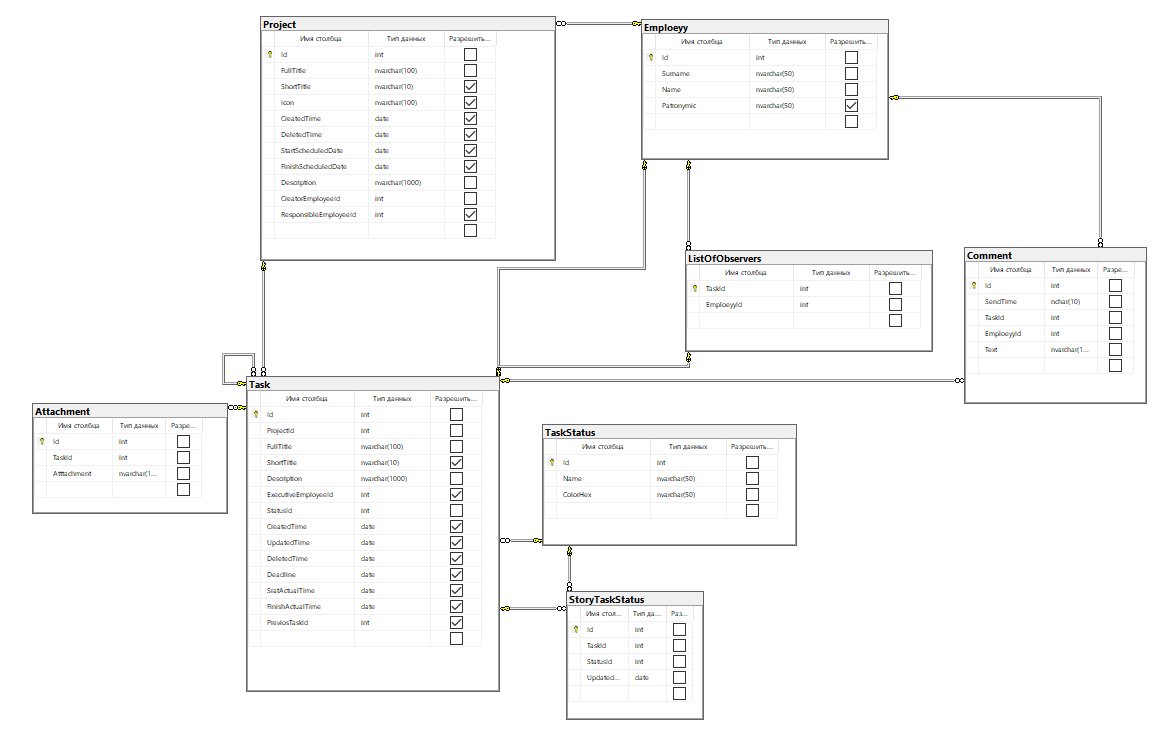 Project
Имя столбца Тип данных Разрешить...
Id int
FullTitle nvarchar(100)
ShortTitle nvarchar(10)
Icon nvarchar(100)
CreatedTime date
DeletedTime date
StartScheduledDate date
FinishScheduledDate date
Description nvarchar(1000)
CreatorEmployeeId int
ResponsibleEmployeeId int
Emploeyy
Имя столбца Тип данных Разрешить...
Id int
Surname nvarchar(50)
Name nvarchar(50)
Patronymic nvarchar(50)
ListOfObservers
Имя столбца Тип данных Разрешить...
TaskId int
EmploeyyId int
Comment
Имя столбца Тип данных Разре...
Id int
SendTime nchar(10)
TaskId int
EmploeyyId int
Text nvarchar(1...
Task
Имя столбца Тип данных Разрешить...
Id int
ProjectId int
FullTitle nvarchar(100)
ShortTitle nvarchar(10)
Description nvarchar(1000)
ExecutiveEmployeeId int
StatusId int
CreatedTime date
UpdatedTime date
DeletedTime date
Deadline date
SratActualTime date
FinishActualTime date
PreviosTaskId int
Attachment
Имя столбца Тип данных Разре...
Id int
TaskId int
Atttachment nvarchar(1...
TaskStatus
Имя столбца Тип данных Разрешить...
Id int
Name nvarchar(50)
ColorHex nvarchar(50)
StoryTaskStatus
Имя стол... Тип да... Раз...
Id int
TaskId int
StatusId int
Updated... date